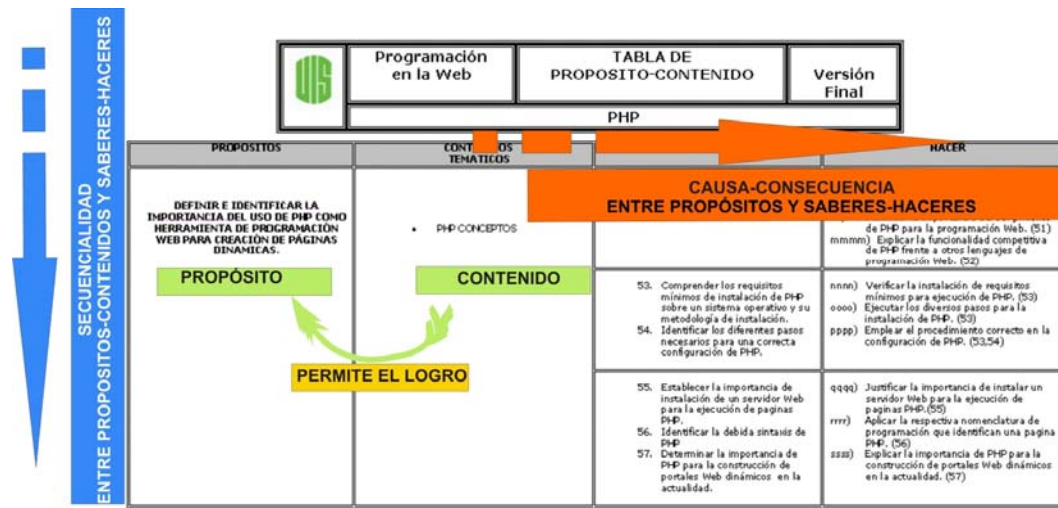 SECUENCIALIDAD
ENTRE PROPOSITOS-CONTENIDOS Y SABERES-HACERES
UIS
Programación
en la Web
TABLA DE
PROPOSITO-CONTENIDO
Versión
Final
PHP
PROPOSITOS
TEMATICOS
HACER
CAUSA-CONSECUENCIA
ENTRE PROPÓSITOS Y SABERES-HACERES
DEFINIR E IDENTIFICAR LA
IMPORTANCIA DEL USO DE PHP COMO
HERRAMIENTA DE PROGRAMACIÓN
WEB PARA CREACIÓN DE PÁGINAS
DINAMICAS.
• PHP CONCEPTOS
PROPÓSITO
CONTENIDO
PERMITE EL LOGRO
de PHP para la programación Web. (51)
mmmm) Explicar la funcionalidad competitiva
de PHP frente a otros lenguajes de
programación Web. (52)
53. Comprender los requisitos
mínimos de instalación de PHP
sobre un sistema operativo y su
metodología de instalación.
54. Identificar los diferentes pasos
necesarios para una correcta
configuración de PHP.
nnnn) Verificar la instalación de requisitos
mínimos para ejecución de PHP. (53)
oooo) Ejecutar los diversos pasos para la
instalación de PHP. (53)
pppp) Emplear el procedimiento correcto en la
configuración de PHP. (53,54)
55. Establecer la importancia de
instalación de un servidor Web
para la ejecución de paginas
PHP.
56. Identificar la debida sintaxis de
PHP
57. Determinar la importancia de
PHP para la construcción de
portales Web dinámicos en la
actualidad.
qqqq) Justificar la importancia de instalar un
servidor Web para la ejecución de
paginas PHP.(55)
rrrr) Aplicar la respectiva nomenclatura de
programación que identifican una pagina
PHP. (56)
ssss) Explicar la importancia de PHP para la
construcción de portales Web dinámicos
en la actualidad. (57)